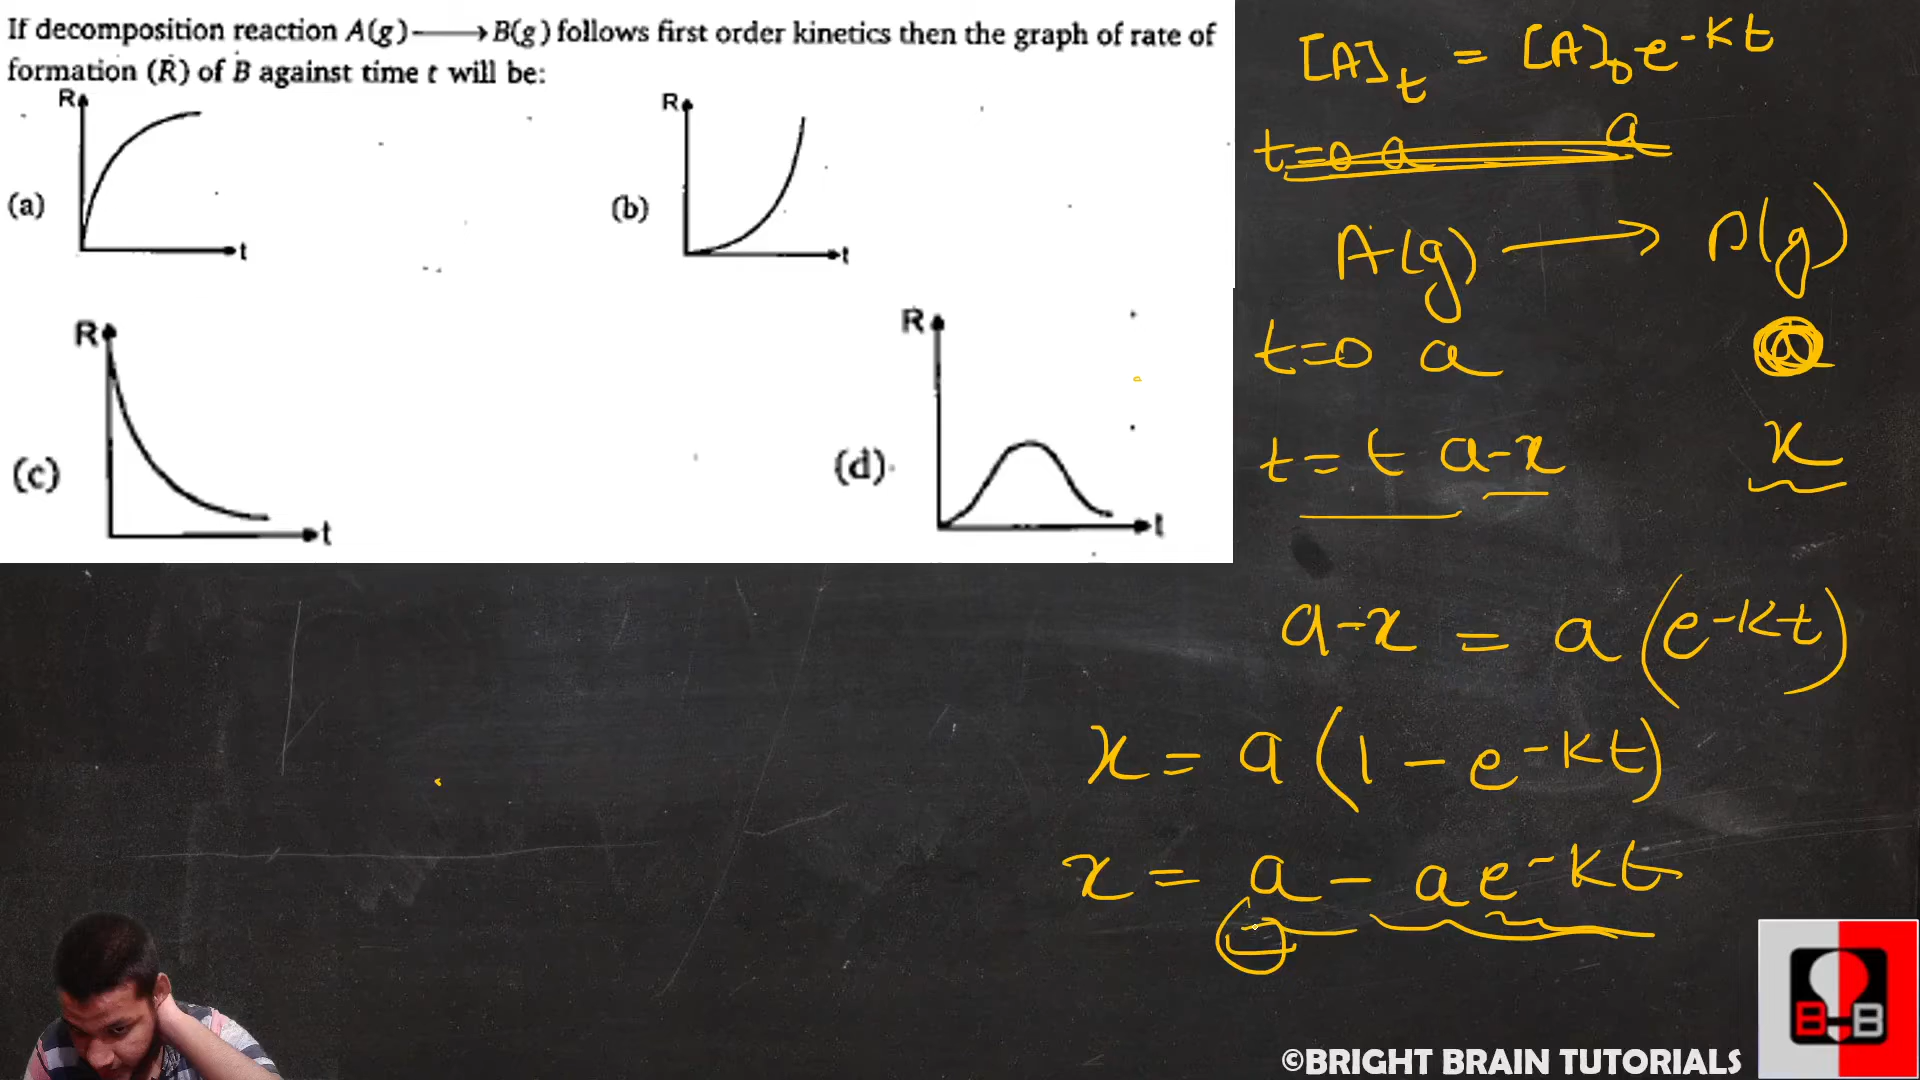 If decomposition reaction A(g) ⟶ B(g) follows first order kinetics then the graph of rate of
formation (R) of B against time t will be:
R
t
(a)
R
t
(b)
R
t
(c)
R
t
(d)
[A]t = [A]0 e^-kt
t=0 a a
A(g) ⟶ B(g)
t=0 a
t=t a-x x
a-x = a(e^-kt)
x = a(1 - e^-kt)
x = a - ae^-kt
B B
©BRIGHT BRAIN TUTORIALS